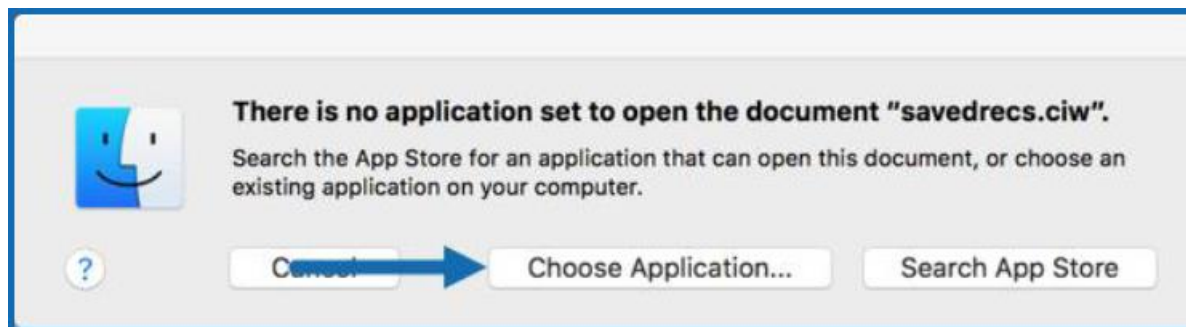 There is no application set to open the document "savedrecs.ciw".
Search the App Store for an application that can open this document, or choose an
existing application on your computer.
? Cancel Choose Application... Search App Store